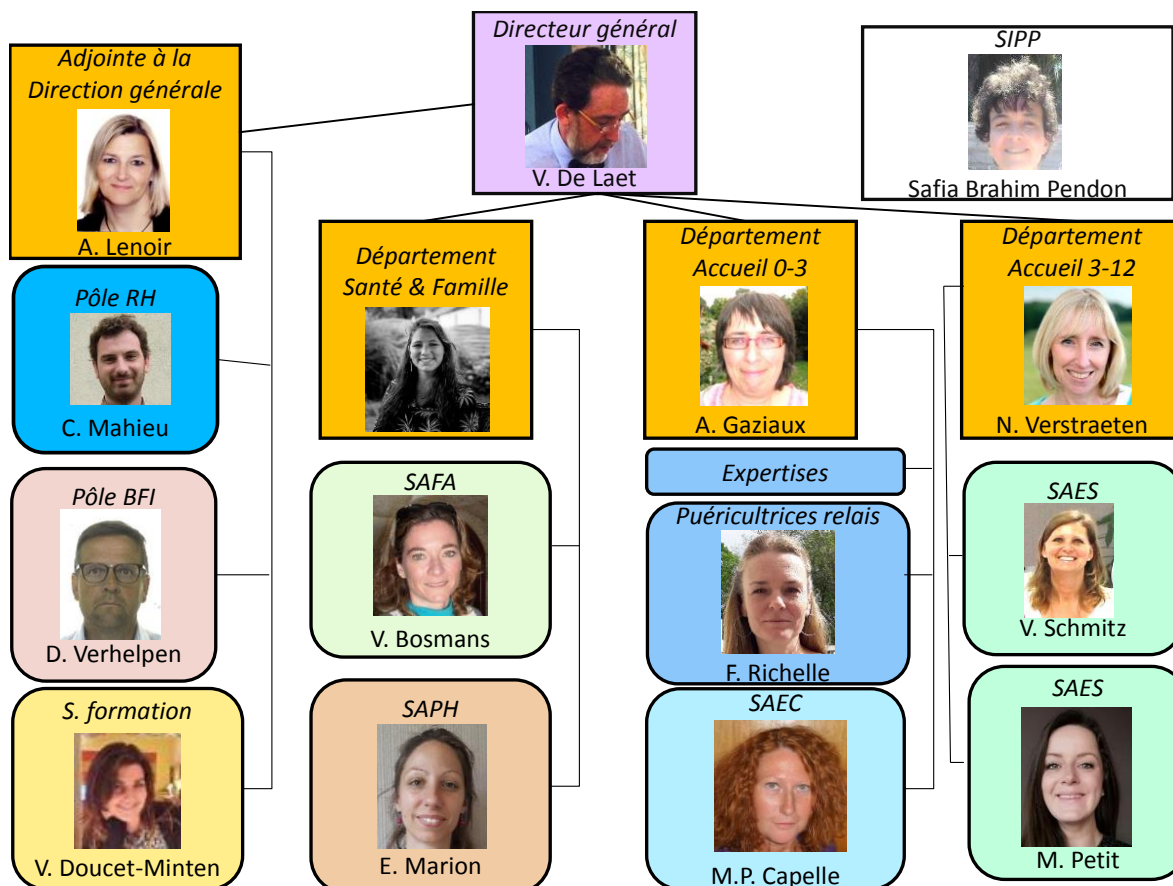 Directeur général
V. De Laet
SIPP
Safia Brahim Pendon
Adjointe à la
Direction générale
A. Lenoir
Département
Santé & Famille
Département
Accueil 0-3
A. Gaziaux
Département
Accueil 3-12
N. Verstraeten
Pôle RH
C. Mahieu
Expertises
Pôle BFI
D. Verhelpen
SAFA
V. Bosmans
Puéricultrices relais
F. Richelle
SAES
V. Schmitz
S. formation
V. Doucet-Minten
SAPH
E. Marion
SAEC
M.P. Capelle
SAES
M. Petit